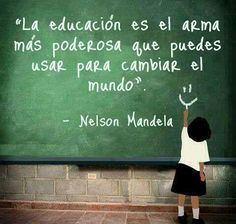 “La educación es el arma
más poderosa que puedes
usar para cambiar el
mundo”.
- Nelson Mandela